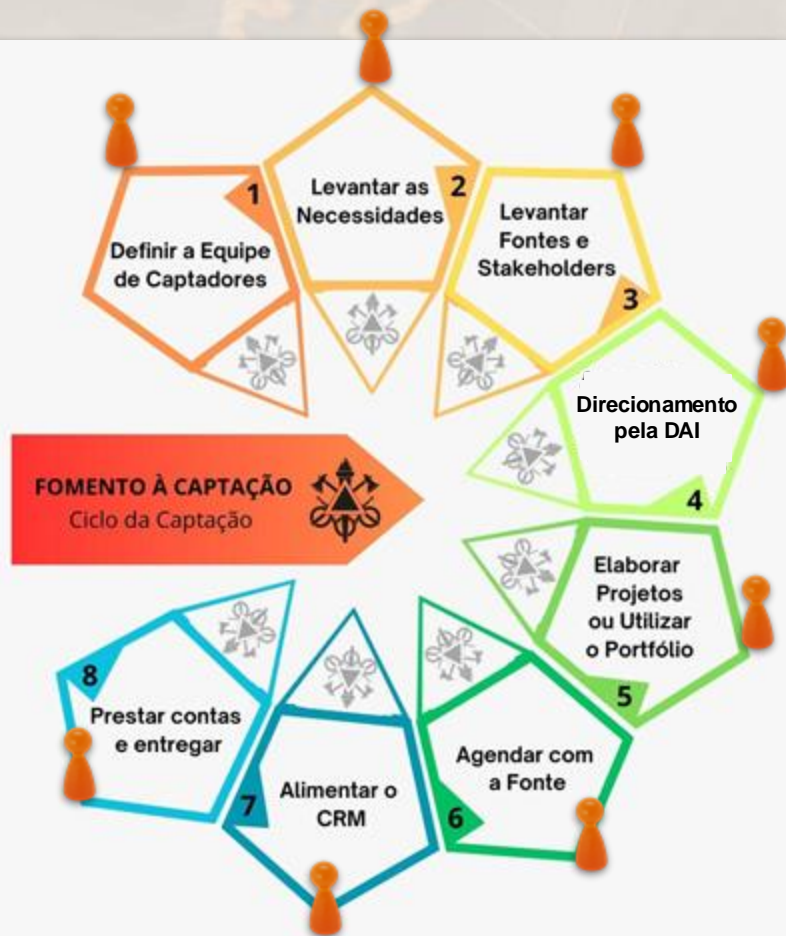 1
Definir a Equipe
de Captadores
2
Levantar as
Necessidades
Levantar
Fontes e
Stakeholders
3
Direcionamento
pela DAI
4
FOMENTO À CAPTAÇÃO
Ciclo da Captação
Elaborar
Projetos
ou Utilizar
o Portfólio
5
Agendar com
a Fonte
6
Alimentar o
CRM
7
8
Prestar contas
e entregar